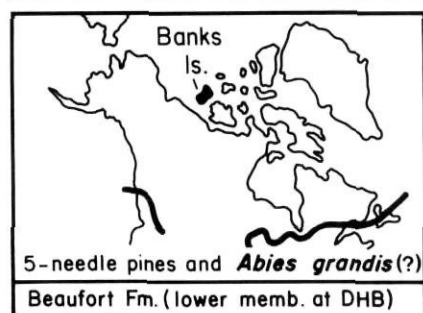 Banks
Is.
5-needle pines and Abies grandis(?)
Beaufort Fm. (lower memb. at DHB)